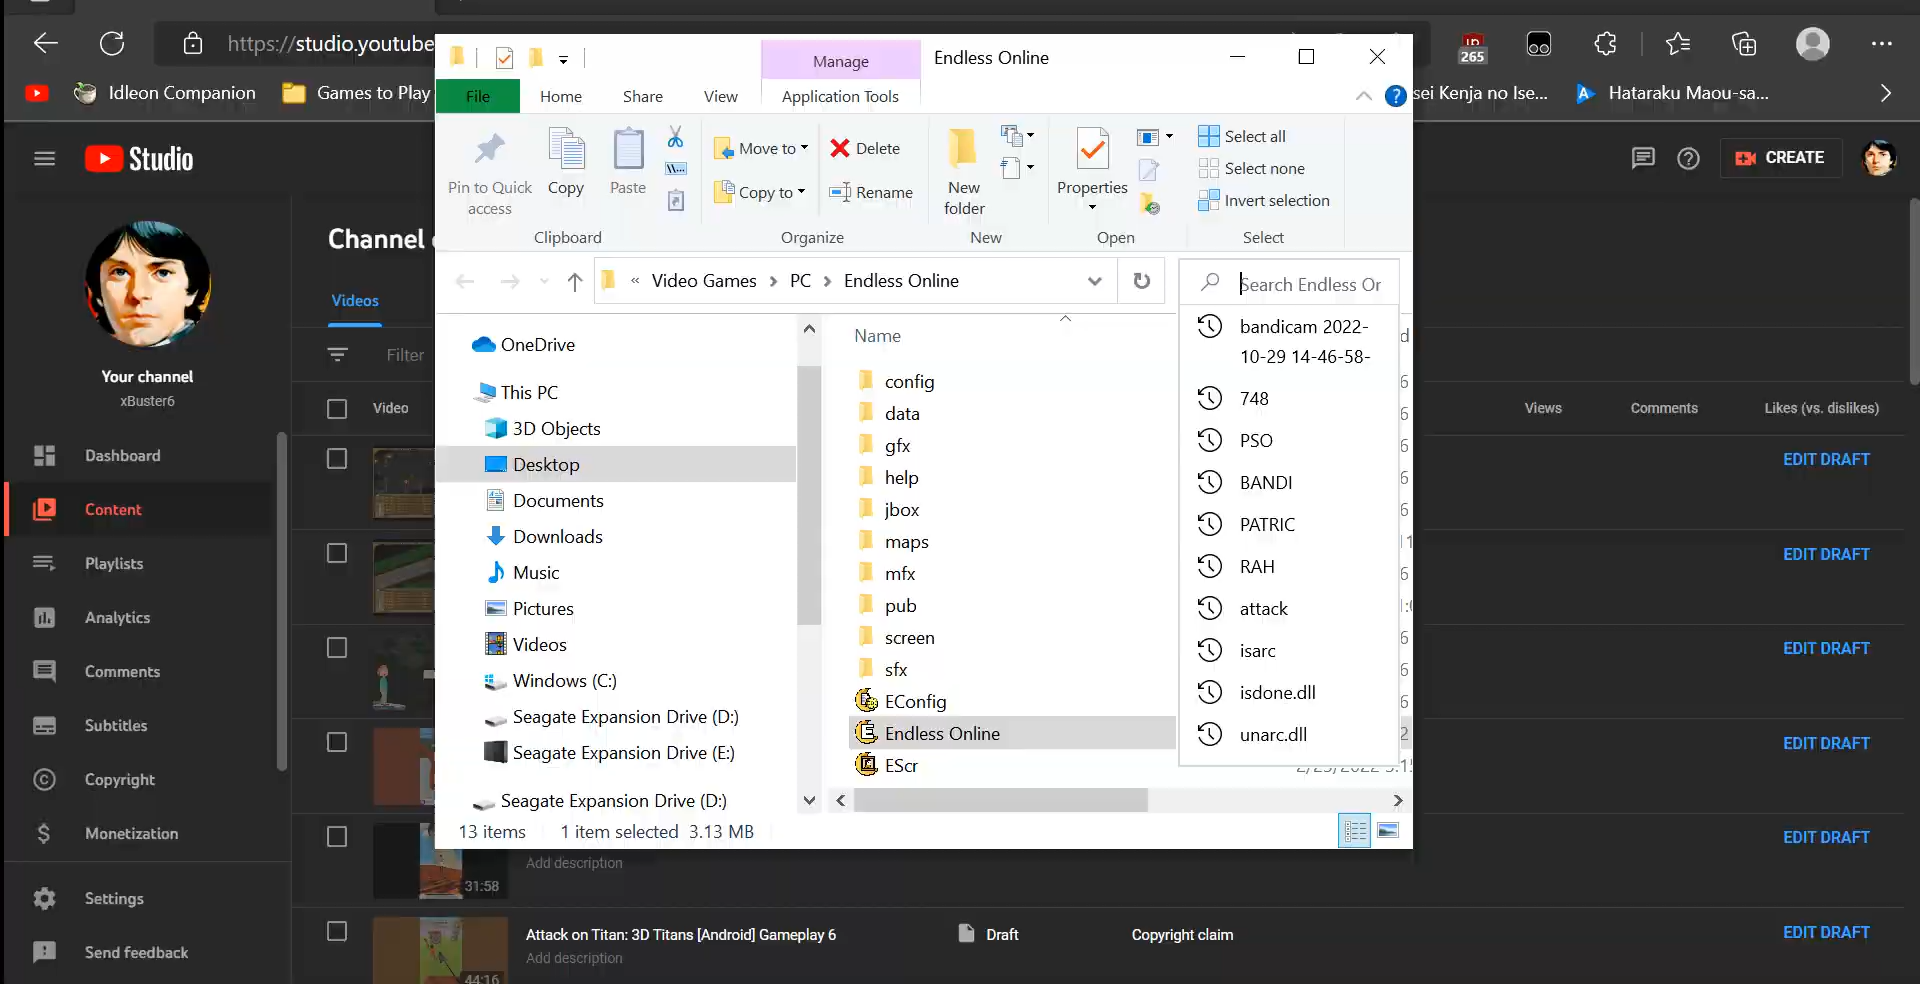 https://studio.youtube
265
Idleon Companion
Games to Play
sei Kenja no Ise...
Hataraku Maou-sa...
Manage
Endless Online
File
Home
Share
View
Application Tools
Pin to Quick access
Copy
Paste
Move to
Copy to
Delete
Rename
New folder
Properties
Select all
Select none
Invert selection
Clipboard
Organize
New
Open
Select
« Video Games > PC > Endless Online
Search Endless Or
bandicam 2022-
10-29 14-46-58-
748
PSO
BANDI
PATRIC
RAH
attack
isarc
isdone.dll
unarc.dll
OneDrive
This PC
3D Objects
Desktop
Documents
Downloads
Music
Pictures
Videos
Windows (C:)
Seagate Expansion Drive (D:)
Seagate Expansion Drive (E:)
Seagate Expansion Drive (D:)
Name
config
data
gfx
help
jbox
maps
mfx
pub
screen
sfx
EConfig
Endless Online
EScr
13 items
1 item selected 3.13 MB
Studio
CREATE
Your channel
xBuster6
Dashboard
Content
Playlists
Analytics
Comments
Subtitles
Copyright
Monetization
Settings
Send feedback
Channel
Videos
Filter
Video
Views
Comments
Likes (vs. dislikes)
EDIT DRAFT
EDIT DRAFT
EDIT DRAFT
EDIT DRAFT
EDIT DRAFT
31:58
Add description
Attack on Titan: 3D Titans [Android] Gameplay 6
Draft
Copyright claim
EDIT DRAFT
Add description
44:16